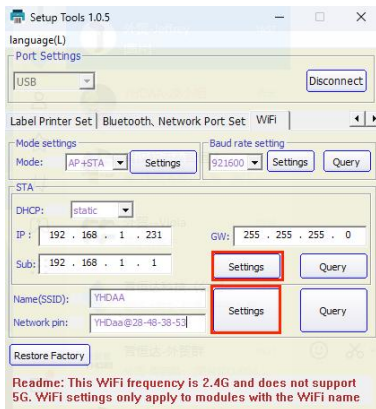 Setup Tools 1.0.5
language(L)
Port Settings
USB
Disconnect
Label Printer Set
Bluetooth、Network Port Set
WiFi
Mode settings
Mode: AP+STA Settings
Baud rate setting
921600 Settings Query
STA
DHCP: static
IP: 192 . 168 . 1 . 231
GW: 255 . 255 . 255 . 0
Sub: 192 . 168 . 1 . 1
Settings Query
Name(SSID): YHDAA
Network pin: YHDaa@28-48-38-53
Settings Query
Restore Factory
Readme: This WiFi frequency is 2.4G and does not support
5G. WiFi settings only apply to modules with the WiFi name